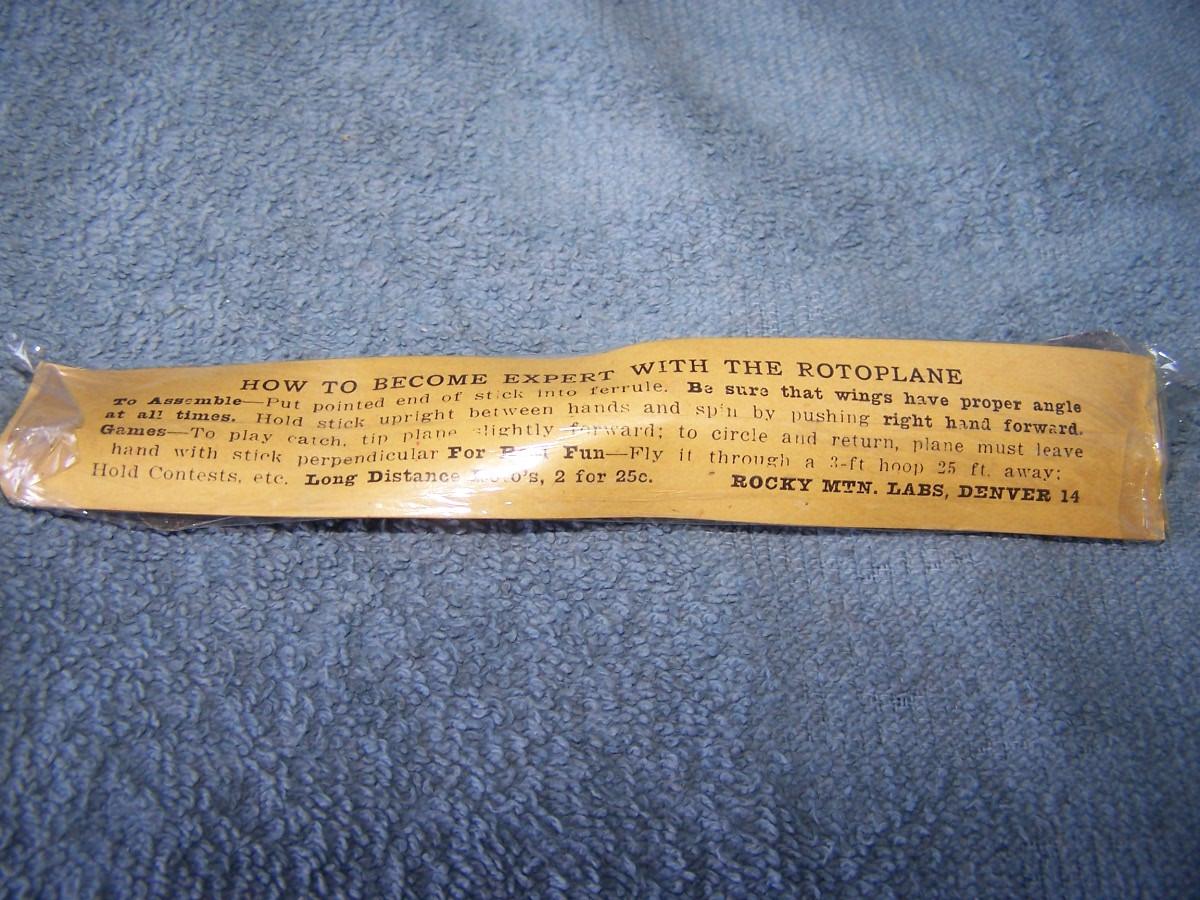 HOW TO BECOME EXPERT WITH THE ROTOPLANE
To Assemble—Put pointed end of stick into ferrule. Be sure that wings have proper angle
at all times. Hold stick upright between hands and spin by pushing right hand forward.
Games—To play catch, tip plane slightly forward; to circle and return, plane must leave
hand with stick perpendicular For Fun—Fly it through a 3-ft hoop 25 ft. away;
Hold Contests, etc. Long Distance 2 for 25c. ROCKY MTN. LABS, DENVER 14